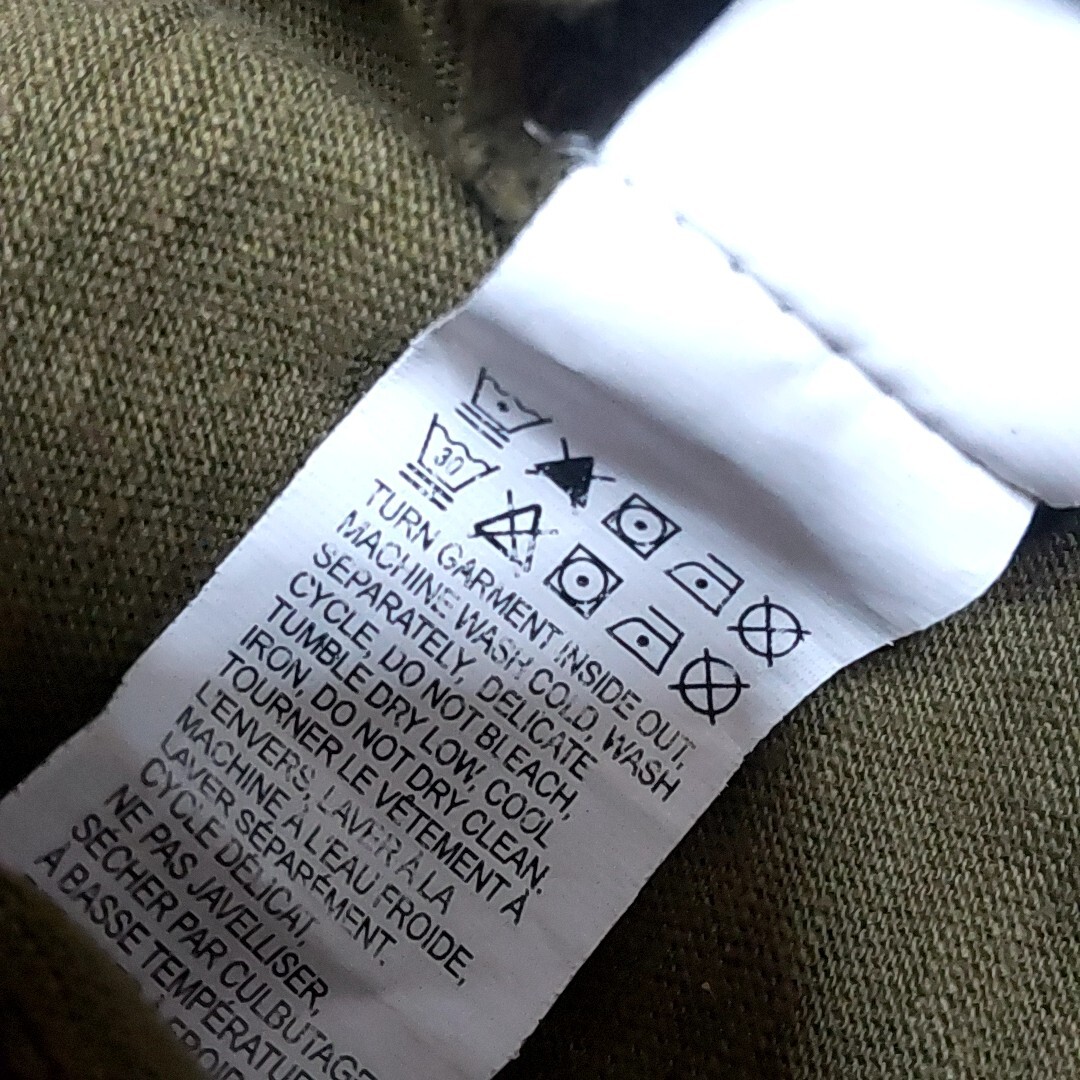 30
TURN GARMENT INSIDE OUT,
MACHINE WASH COLD, WASH
SEPARATELY, DELICATE
CYCLE, DO NOT BLEACH,
TUMBLE DRY LOW, COOL
IRON, DO NOT DRY CLEAN.
TOURNER LE VÊTEMENT À
L'ENVERS, LAVER À LA
MACHINE À L'EAU FROIDE,
LAVER SÉPARÉMENT.
CYCLE DÉLICAT,
NE PAS JAVELLISER,
SÉCHER PAR CULBUTAGE
À BASSE